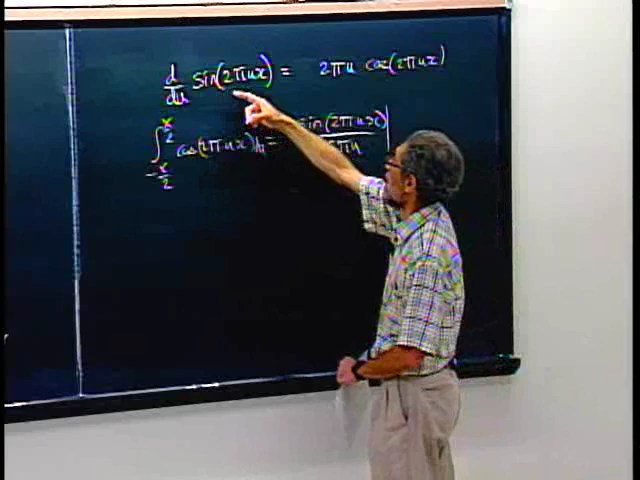 d/du sin(2πux) = 2πu cos(2πux)
∫_{-x/2}^{x/2} cos(2πux) du = sin(2πux)/2πu |